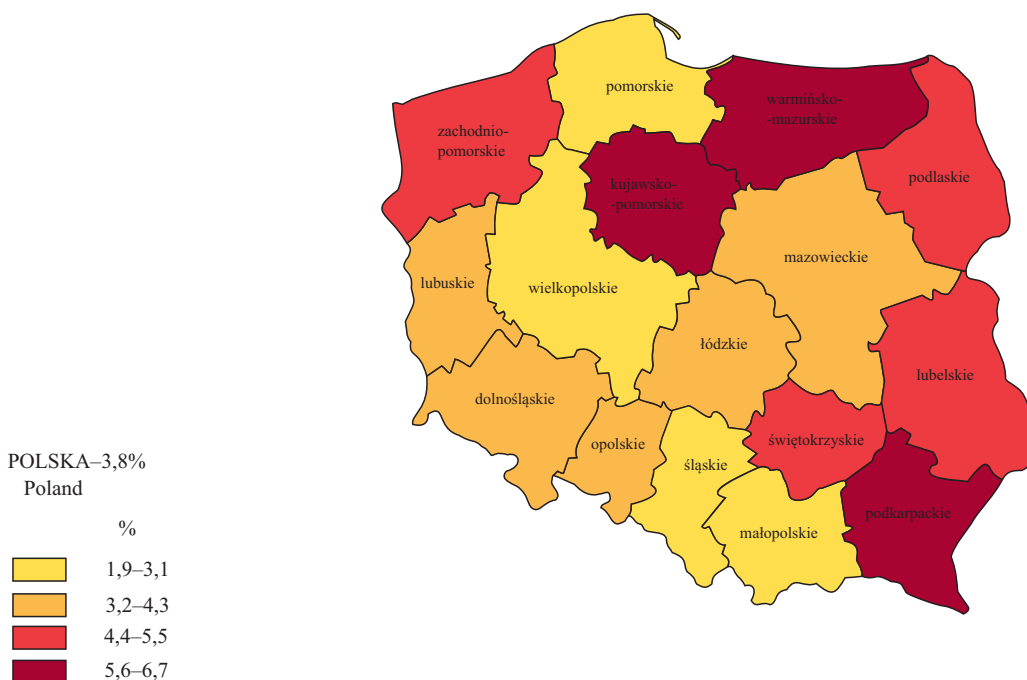 pomorskie
warmińsko-
-mazurskie
zachodnio-
pomorskie
podlaskie
kujawsko-
-pomorskie
mazowieckie
lubuskie
wielkopolskie
łódzkie
lubelskie
dolnośląskie
świętokrzyskie
opolskie
śląskie
podkarpackie
małopolskie
POLSKA–3,8%
Poland
%
1,9–3,1
3,2–4,3
4,4–5,5
5,6–6,7